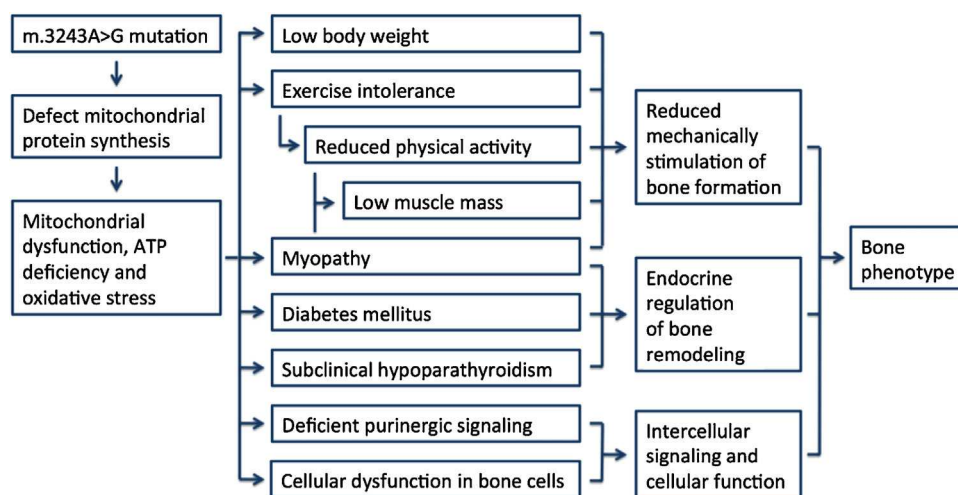 m.3243A>G mutation
Defect mitochondrial
protein synthesis
Mitochondrial
dysfunction, ATP
deficiency and
oxidative stress
Low body weight
Exercise intolerance
Reduced physical activity
Low muscle mass
Myopathy
Diabetes mellitus
Subclinical hypoparathyroidism
Deficient purinergic signaling
Cellular dysfunction in bone cells
Reduced
mechanically
stimulation of
bone formation
Endocrine
regulation
of bone
remodeling
Intercellular
signaling and
cellular function
Bone
phenotype